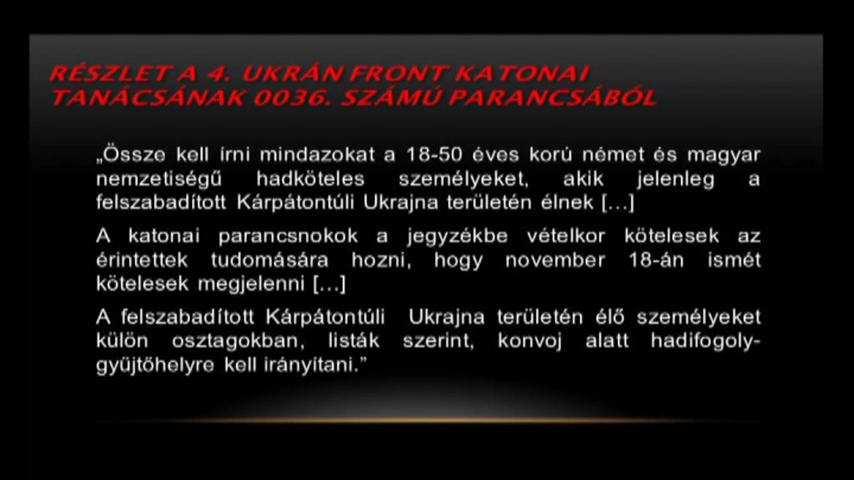 RÉSZLET A 4. UKRÁN FRONT KATONAI
TANÁCSÁNAK 0036. SZÁMÚ PARANCSÁBÓL
„Össze kell írni mindazokat a 18-50 éves korú német és magyar
nemzetiségű hadköteles személyeket, akik jelenleg a
felszabadított Kárpátontúli Ukrajna területén élnek […]
A katonai parancsnokok a jegyzékbe vételkor kötelesek az
érintettek tudomására hozni, hogy november 18-án ismét
kötelesek megjelenni […]
A felszabadított Kárpátontúli Ukrajna területén élő személyeket
külön osztagokban, listák szerint, konvoj alatt hadifogoly-
gyűjtőhelyre kell irányítani.”